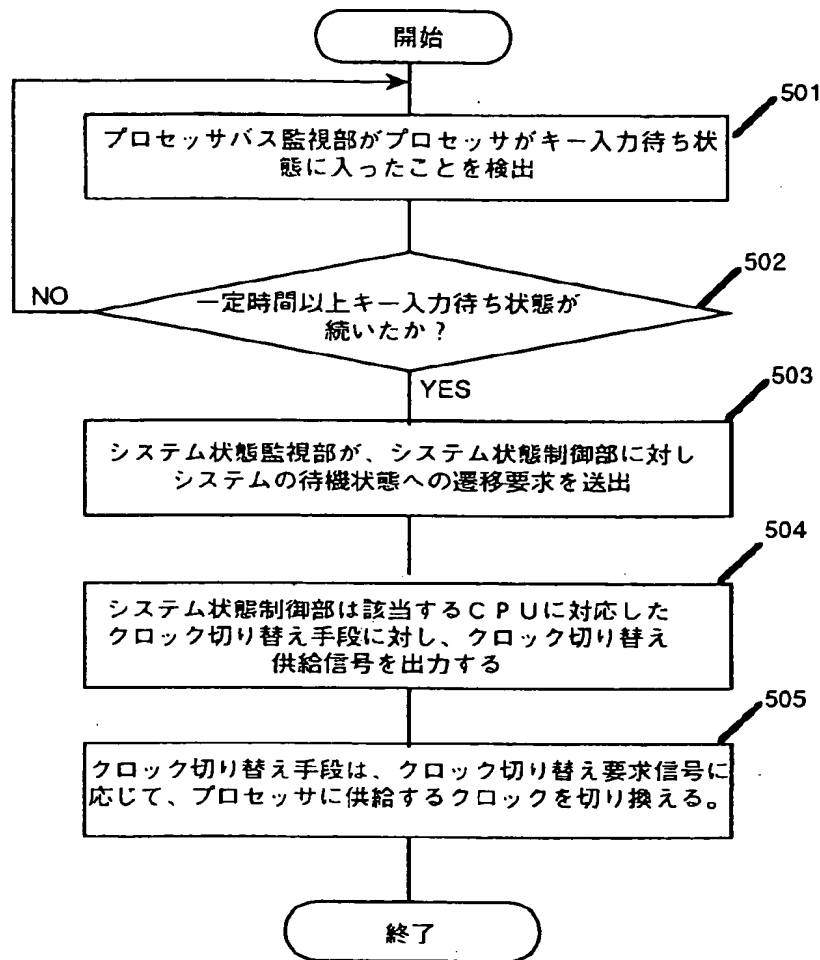 開始
501
プロセッサバス監視部がプロセッサがキー入力待ち状
態に入ったことを検出
502
一定時間以上キー入力待ち状態が
続いたか？
NO
YES
503
システム状態監視部が、システム状態制御部に対し
システムの待機状態への遷移要求を送出
504
システム状態制御部は該当するＣＰＵに対応した
クロック切り替え手段に対し、クロック切り替え
供給信号を出力する
505
クロック切り替え手段は、クロック切り替え要求信号に
応じて、プロセッサに供給するクロックを切り換える。
終了